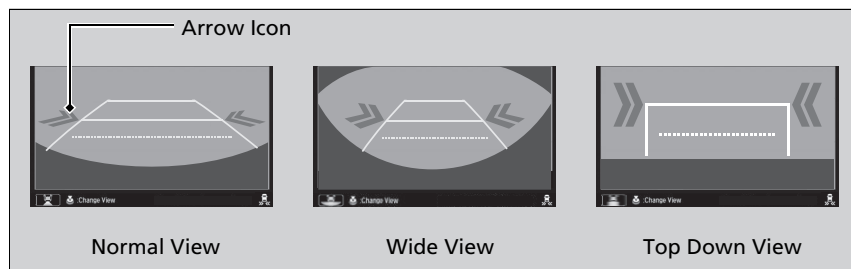 Arrow Icon
:Change View
:Change View
:Change View
Normal View
Wide View
Top Down View